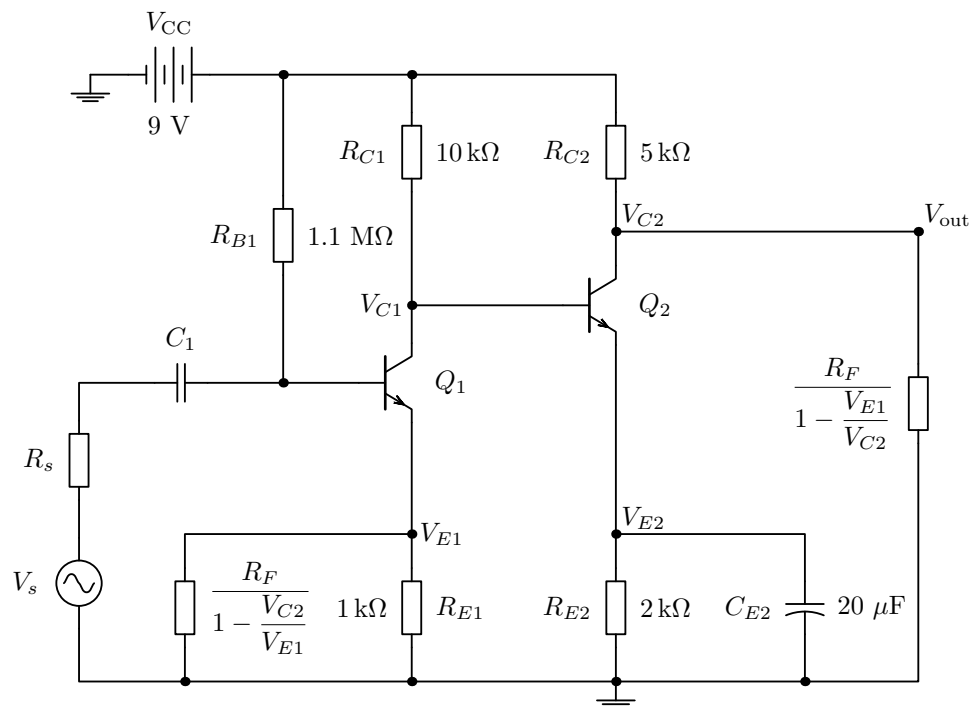 V_CC
9 V
R_C1
10 kΩ
R_C2
5 kΩ
R_B1
1.1 MΩ
V_C2
V_out
V_C1
Q_2
C_1
Q_1
R_F
1 − V_E1
V_C2
R_s
V_E1
V_E2
V_s
R_F
1 − V_C2
V_E1
1 kΩ
R_E1
R_E2
2 kΩ
C_E2
20 μF